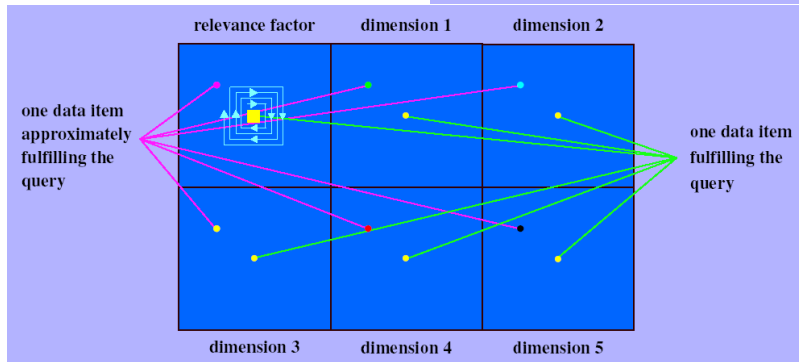 relevance factor
dimension 1
dimension 2
one data item
approximately
fulfilling the
query
one data item
fulfilling the
query
dimension 3
dimension 4
dimension 5